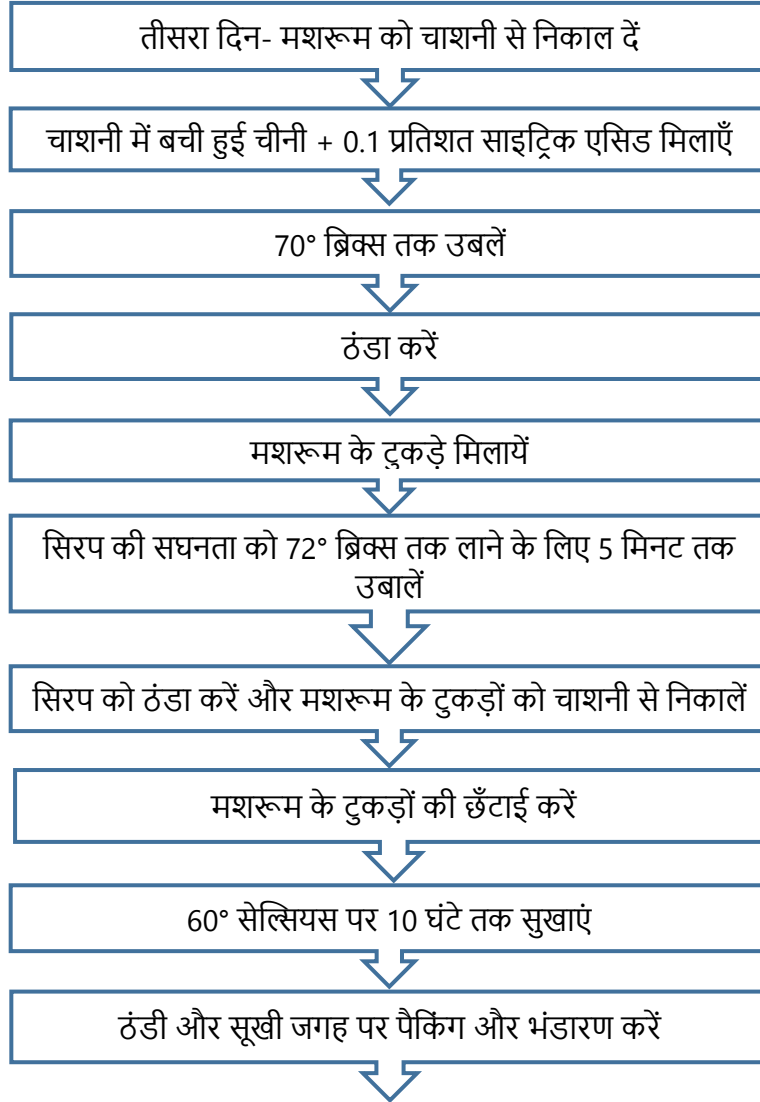 तीसरा दिन- मशरूम को चाशनी से निकाल दें
चाशनी में बची हुई चीनी + 0.1 प्रतिशत साइट्रिक एसिड मिलाएँ
70° ब्रिक्स तक उबलें
ठंडा करें
मशरूम के टुकड़े मिलायें
सिरप की सघनता को 72° ब्रिक्स तक लाने के लिए 5 मिनट तक
उबालें
सिरप को ठंडा करें और मशरूम के टुकड़ों को चाशनी से निकालें
मशरूम के टुकड़ों की छँटाई करें
60° सेल्सियस पर 10 घंटे तक सुखाएं
ठंडी और सूखी जगह पर पैकिंग और भंडारण करें